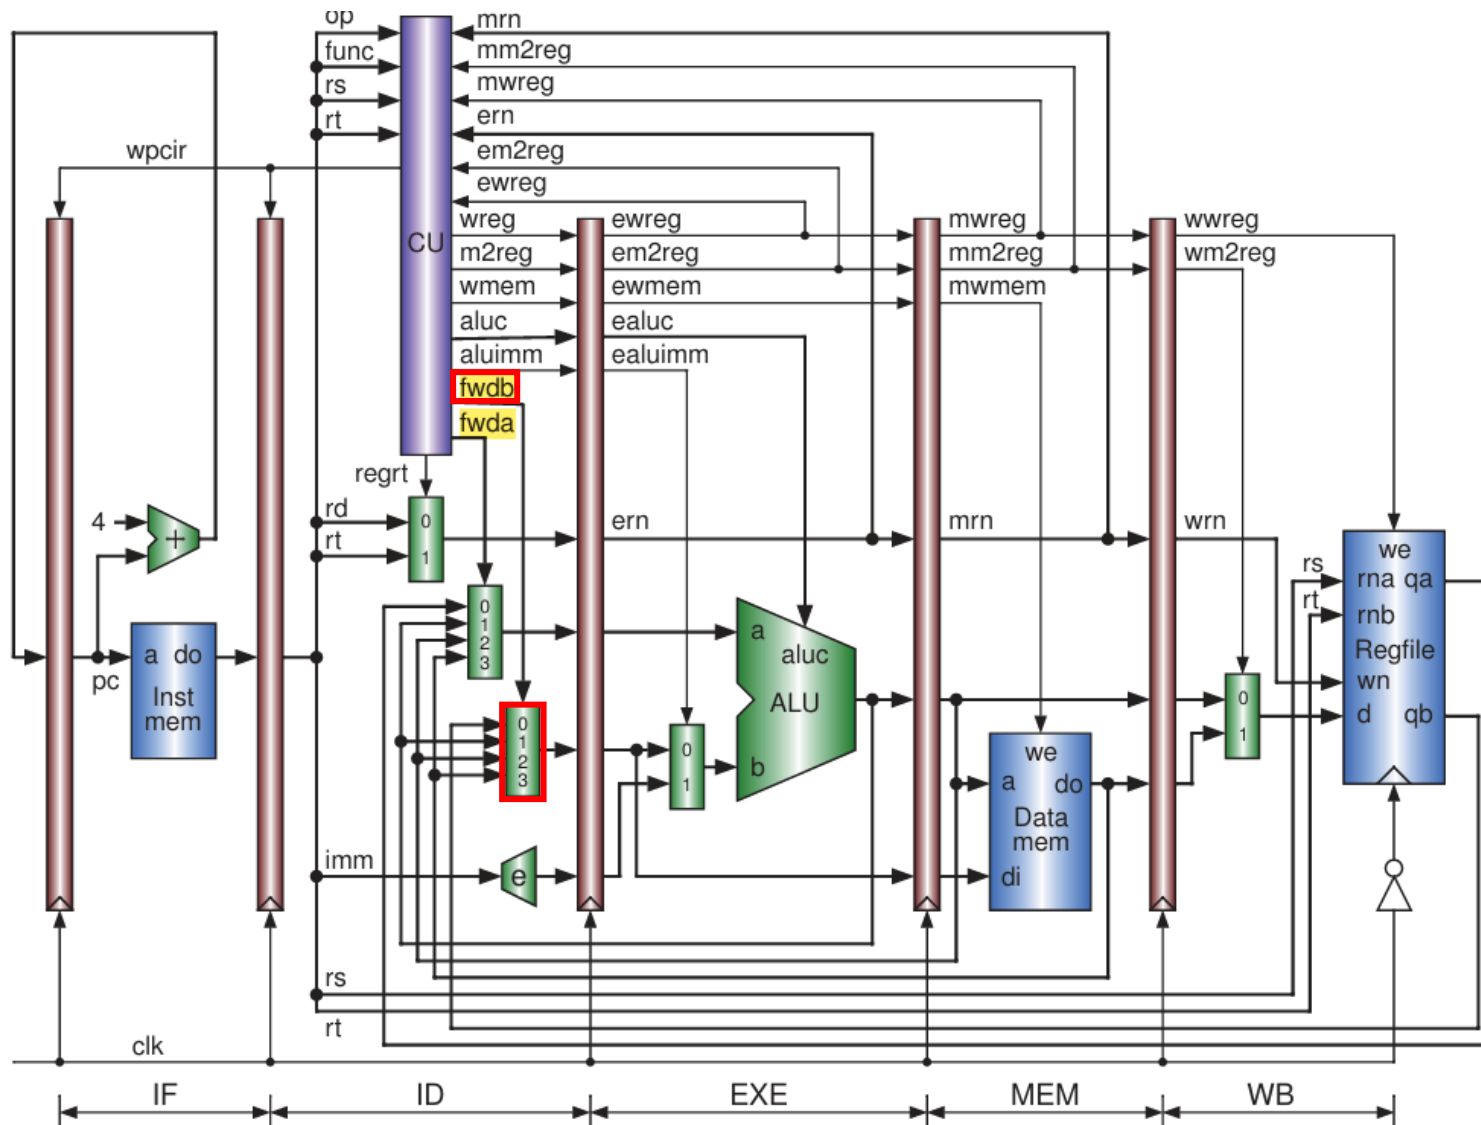 op
mrn
func
mm2reg
rs
mwreg
rt
ern
wpcir
em2reg
ewreg
CU
wreg
ewreg
mwreg
wwreg
m2reg
em2reg
mm2reg
wm2reg
wmem
ewmem
mwmem
aluc
ealuc
aluimm
ealuimm
fwdb
fwda
regrt
4
+
rd
rt
0
1
ern
mrn
wrn
0
1
2
3
a do
Inst
mem
pc
a
aluc
ALU
b
0
1
2
3
0
1
we
a do
Data
mem
di
0
1
rs
rt
we
rna qa
rnb
Regfile
wn
d qb
imm
e
rs
rt
clk
IF
ID
EXE
MEM
WB